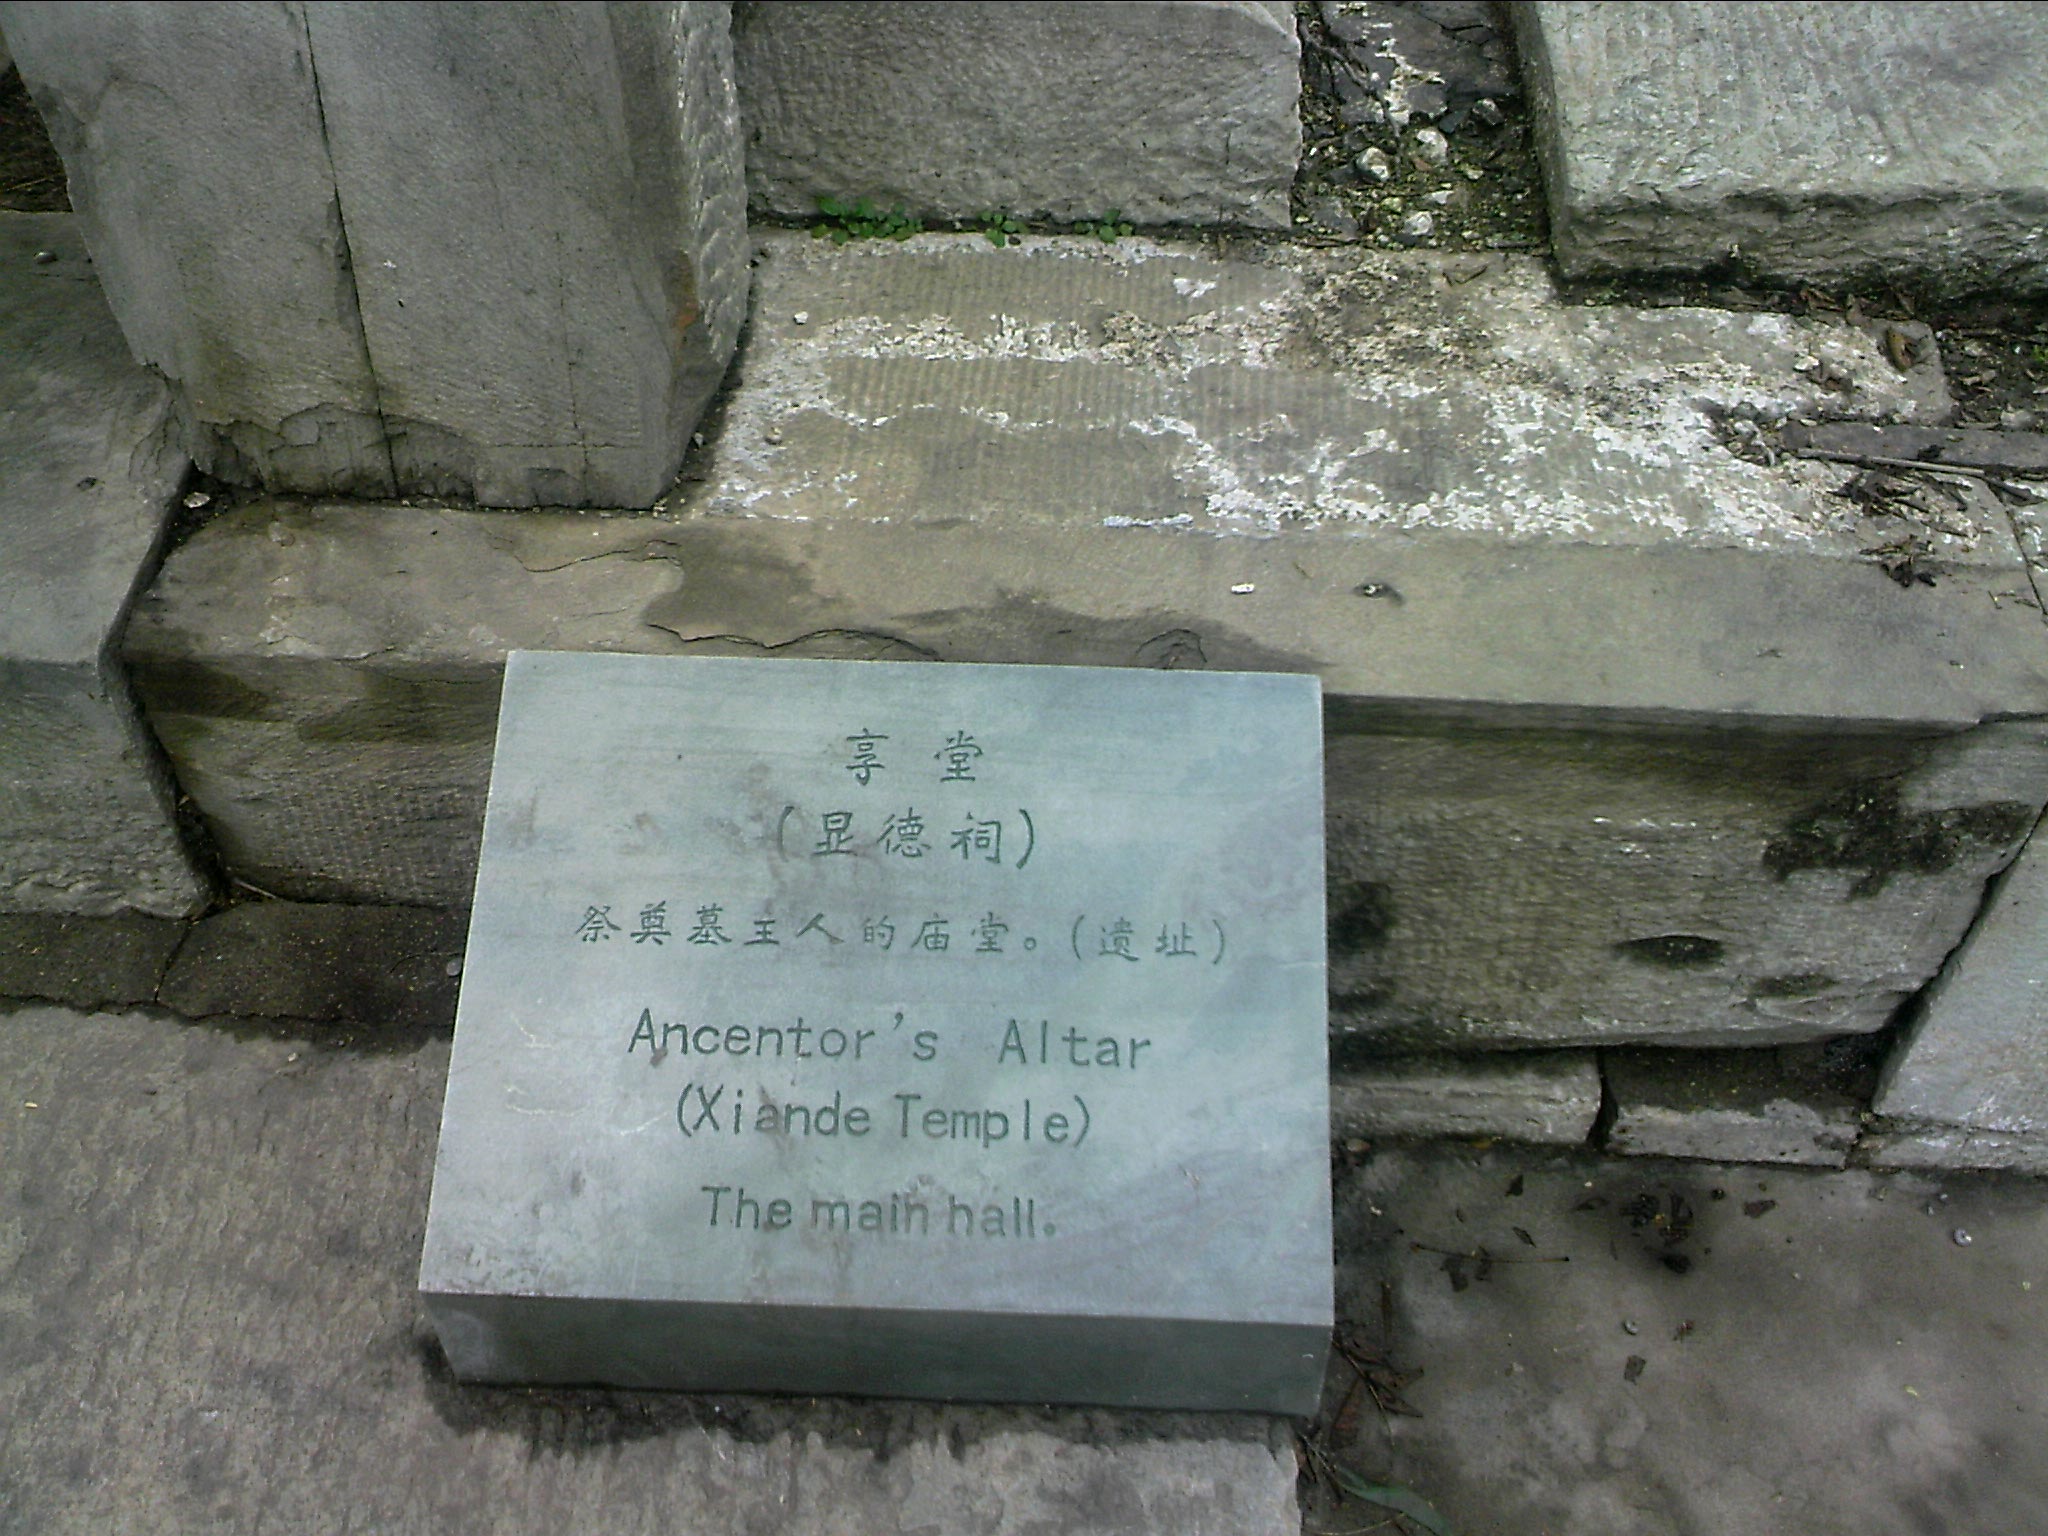 享堂
(显德祠)
祭奠墓主人的庙堂。(遗址)
Ancentor's Altar
(Xiande Temple)
The main hall.